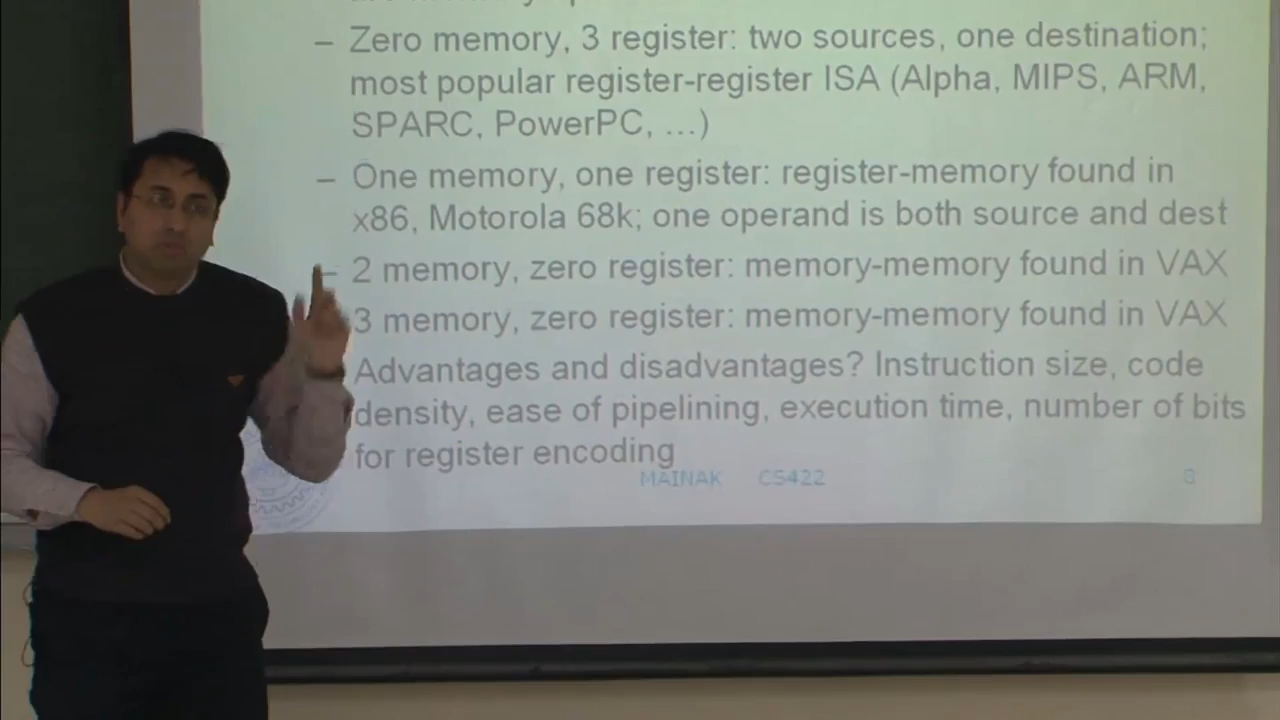 – Zero memory, 3 register: two sources, one destination;
most popular register-register ISA (Alpha, MIPS, ARM,
SPARC, PowerPC, ...)
– One memory, one register: register-memory found in
x86, Motorola 68k; one operand is both source and dest
– 2 memory, zero register: memory-memory found in VAX
3 memory, zero register: memory-memory found in VAX
Advantages and disadvantages? Instruction size, code
density, ease of pipelining, execution time, number of bits
for register encoding
MAINAK CS422